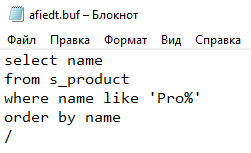 afiedt.buf – Блокнот
Файл Правка Формат Вид Справка
select name
from s_product
where name like 'Pro%'
order by name
/